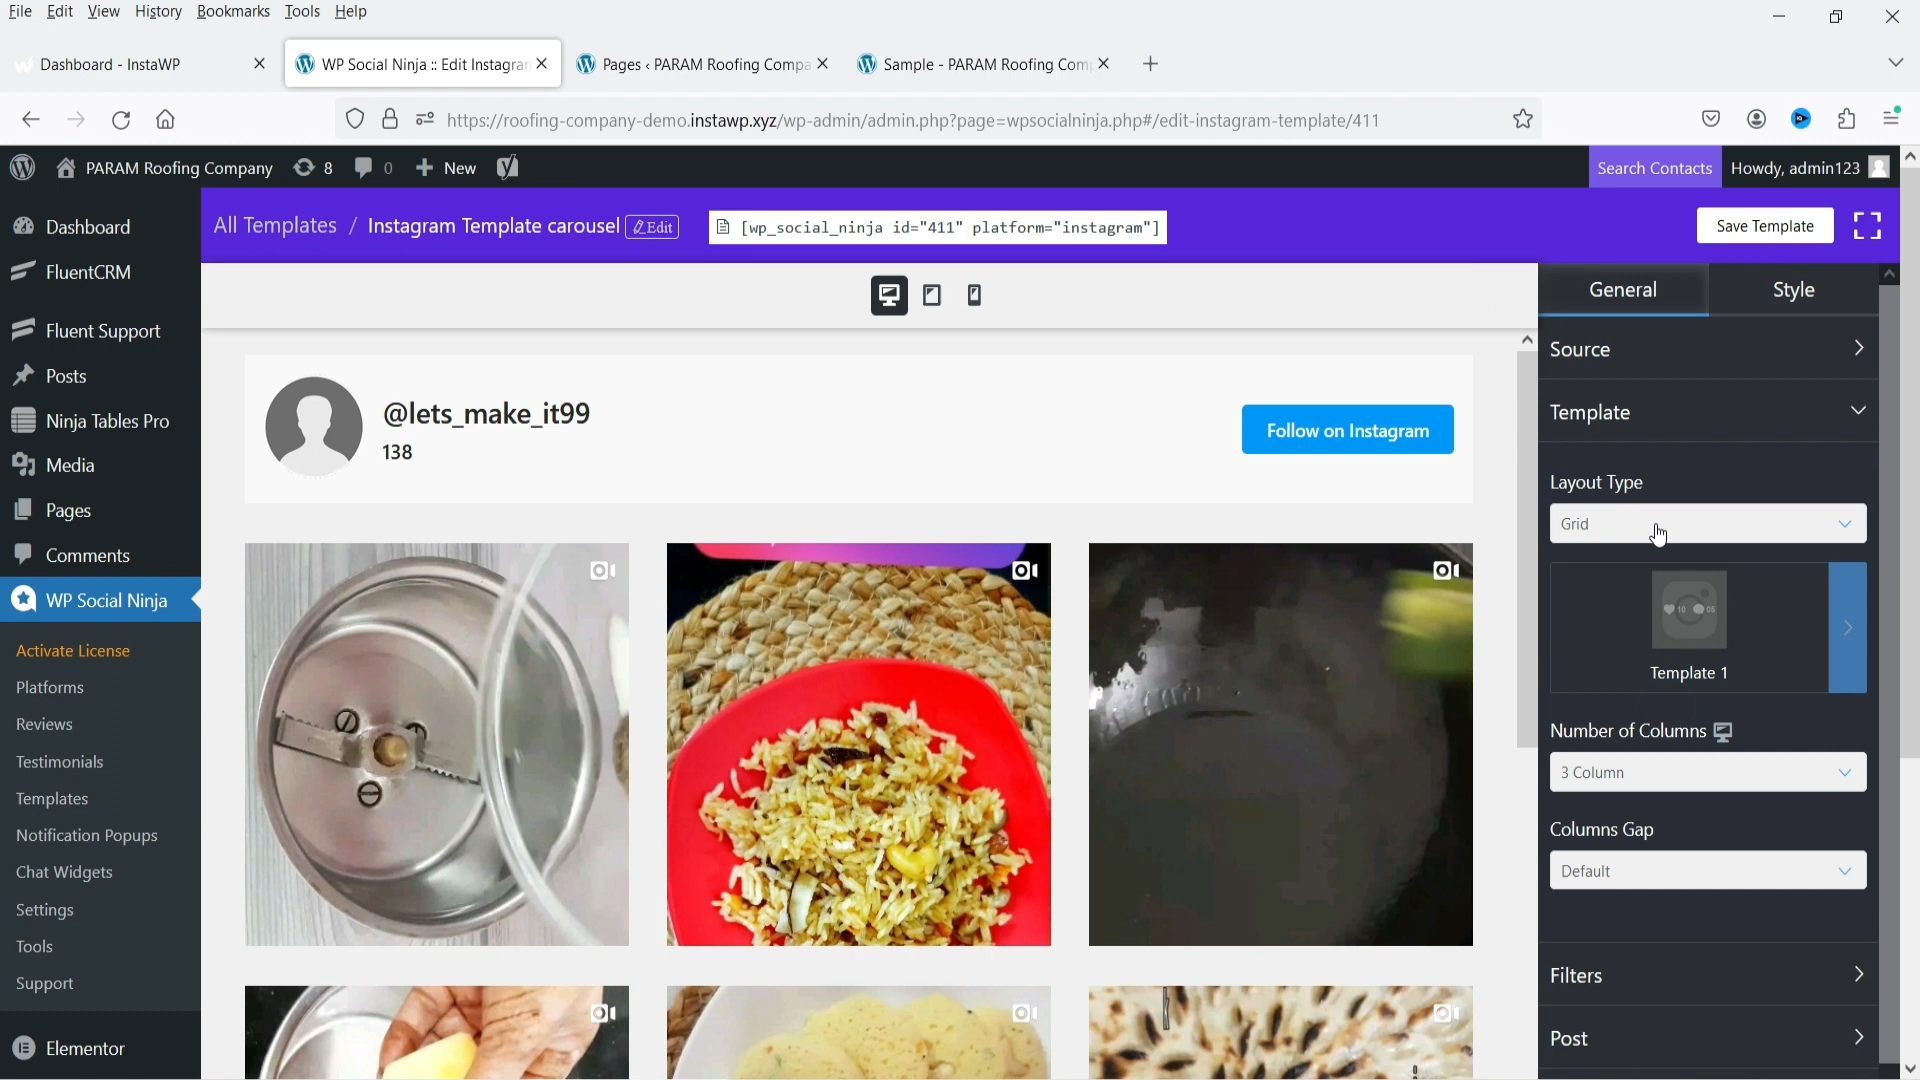 File Edit View History Bookmarks Tools Help
Dashboard - InstaWP
WP Social Ninja :: Edit Instagram
Pages ‹ PARAM Roofing Compa
Sample - PARAM Roofing Com
https://roofing-company-demo.instawp.xyz/wp-admin/admin.php?page=wpsocialninja.php#/edit-instagram-template/411
PARAM Roofing Company 8 0 New
Search Contacts Howdy, admin123
Dashboard
FluentCRM
Fluent Support
Posts
Ninja Tables Pro
Media
Pages
Comments
WP Social Ninja
Activate License
Platforms
Reviews
Testimonials
Templates
Notification Popups
Chat Widgets
Settings
Tools
Support
Elementor
All Templates / Instagram Template carousel Edit [wp_social_ninja id="411" platform="instagram"] Save Template
@lets_make_it99
138
Follow on Instagram
General Style
Source
Template
Layout Type
Grid
10 05
Template 1
Number of Columns
3 Column
Columns Gap
Default
Filters
Post